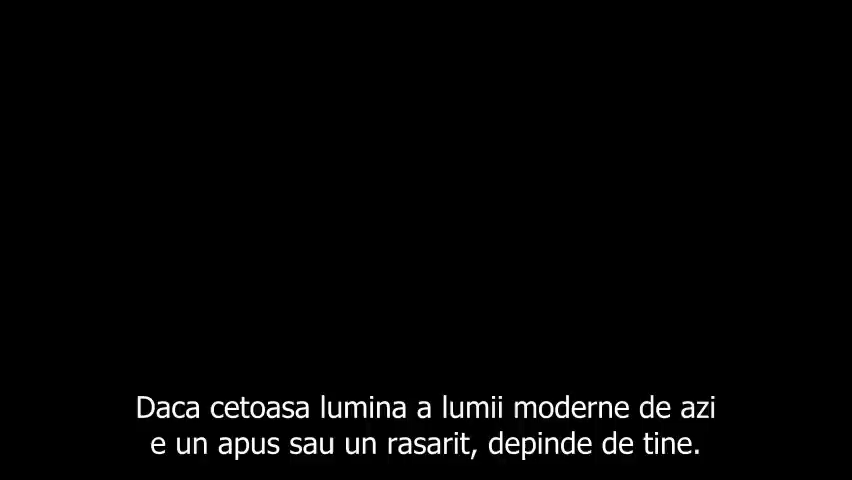 Daca cetoasa lumina a lumii moderne de azi
e un apus sau un rasarit, depinde de tine.